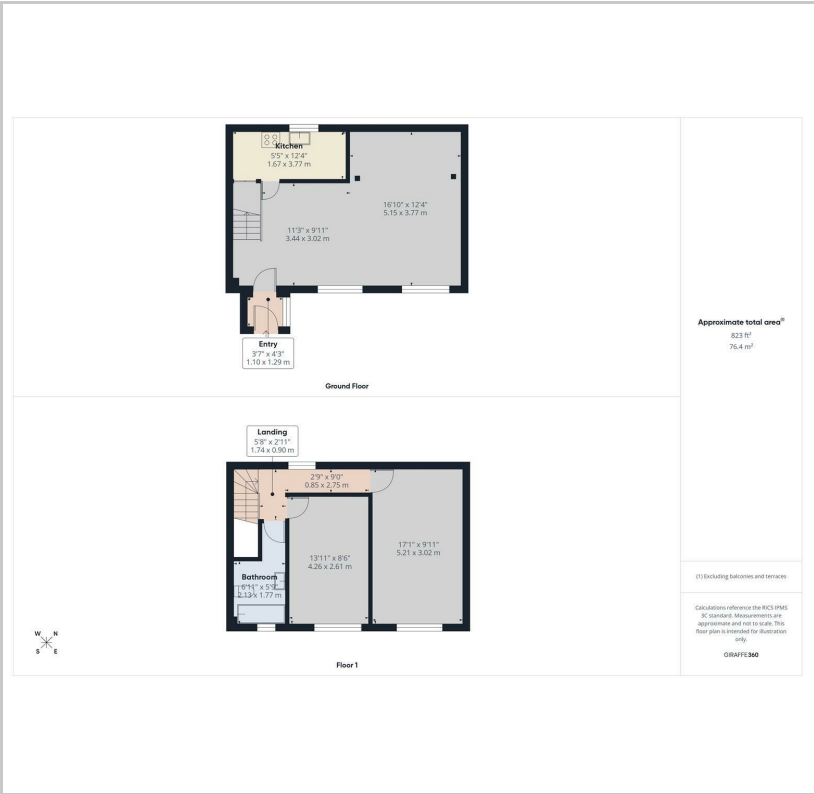 Kitchen
5'5" x 12'4"
1.67 x 3.77 m
16'10" x 12'4"
5.15 x 3.77 m
11'3" x 9'11"
3.44 x 3.02 m
Entry
3'7" x 4'3"
1.10 x 1.29 m
Ground Floor
Approximate total area(1)
823 ft²
76.4 m²
Landing
5'8" x 2'11"
1.74 x 0.90 m
2'9" x 9'0"
0.85 x 2.75 m
13'11" x 8'6"
4.26 x 2.61 m
17'1" x 9'11"
5.21 x 3.02 m
Bathroom
6'11" x 5'9"
2.13 x 1.77 m
Floor 1
W N
S E
(1) Excluding balconies and terraces
Calculations reference the RICS IPMS
3C standard. Measurements are
approximate and not to scale. This
floor plan is intended for illustration
only.
GIRAFFE360